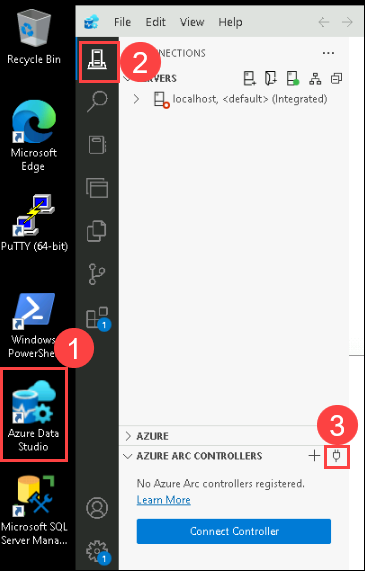 Recycle Bin
Microsoft
Edge
PuTTY (64-bit)
Windows
PowerShe
1
Azure Data
Studio
Microsoft SQL
Server Mana...
File Edit View Help
2
NNECTIONS
...
ERVERS
localhost, <default> (Integrated)
1
3
AZURE
AZURE ARC CONTROLLERS
No Azure Arc controllers registered.
Learn More
Connect Controller
1